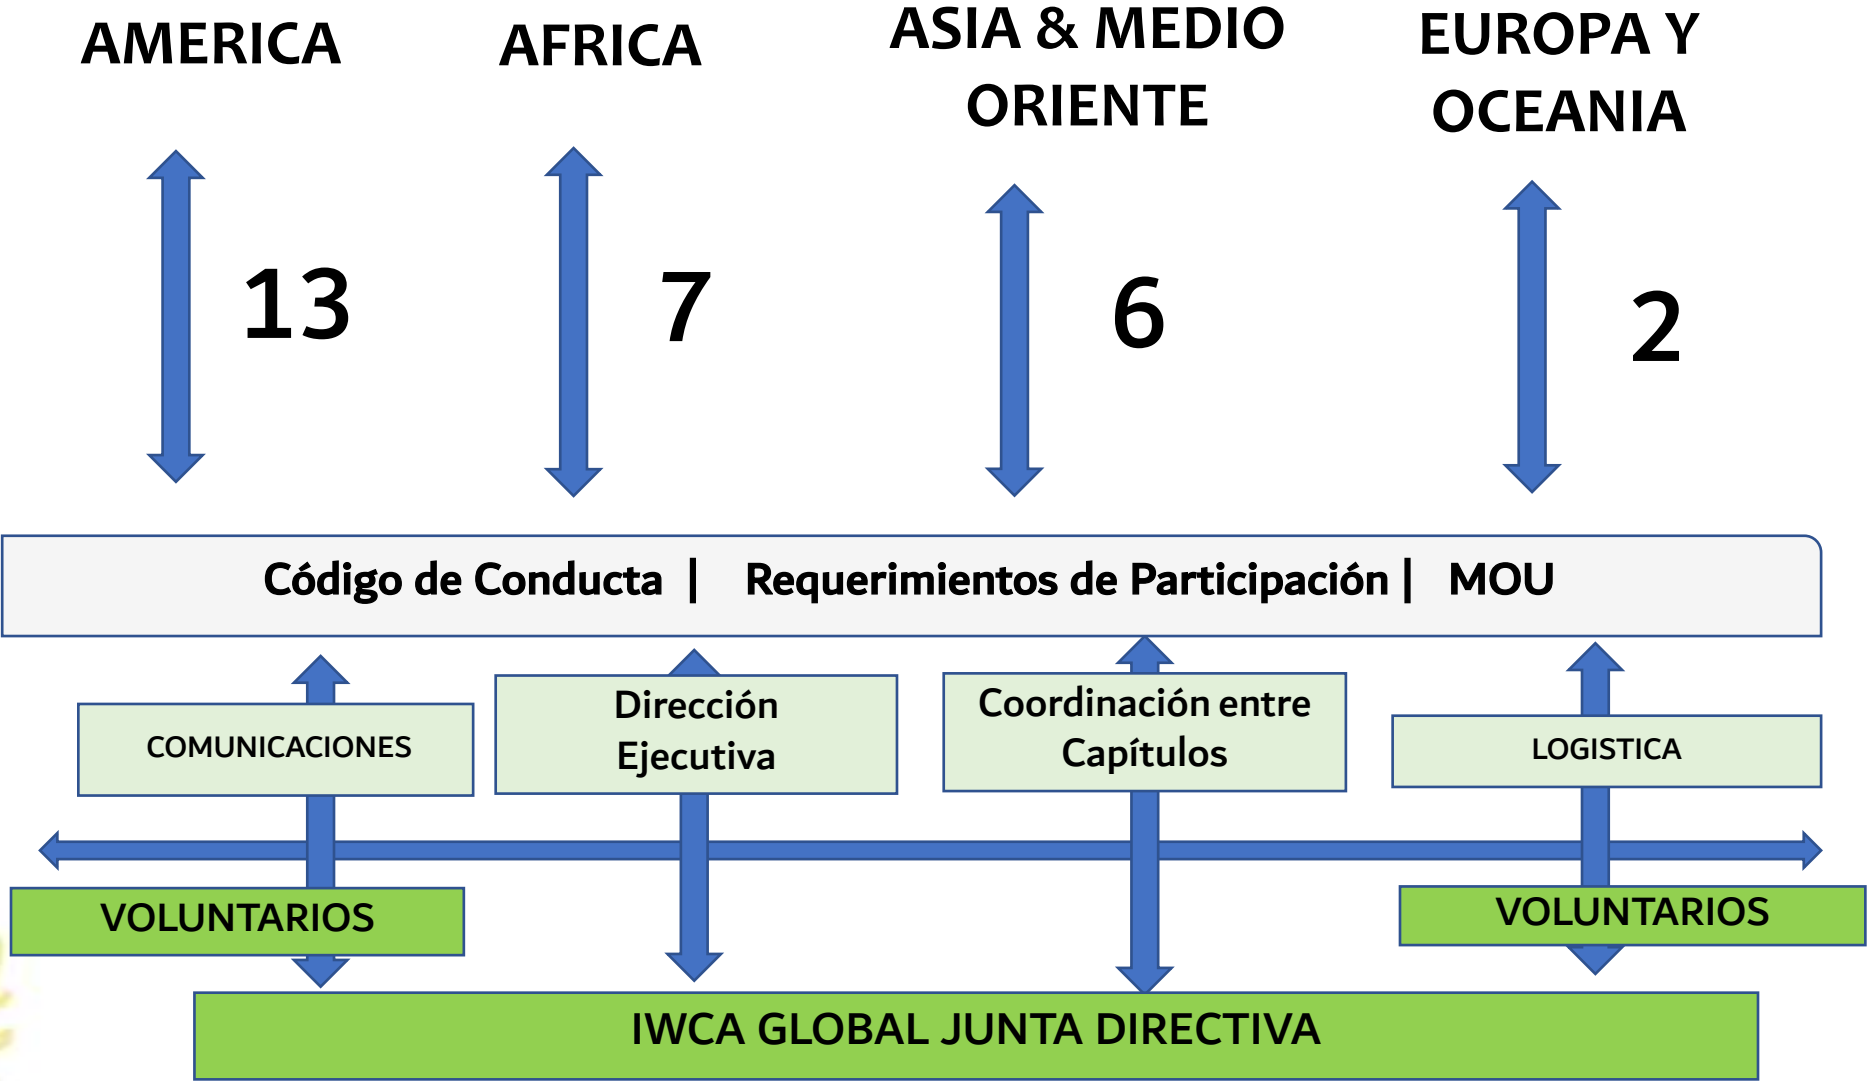 AMERICA
AFRICA
ASIA & MEDIO
ORIENTE
EUROPA Y
OCEANIA
13
7
6
2
Código de Conducta | Requerimientos de Participación | MOU
COMUNICACIONES
Dirección
Ejecutiva
Coordinación entre
Capítulos
LOGISTICA
VOLUNTARIOS
VOLUNTARIOS
IWCA GLOBAL JUNTA DIRECTIVA